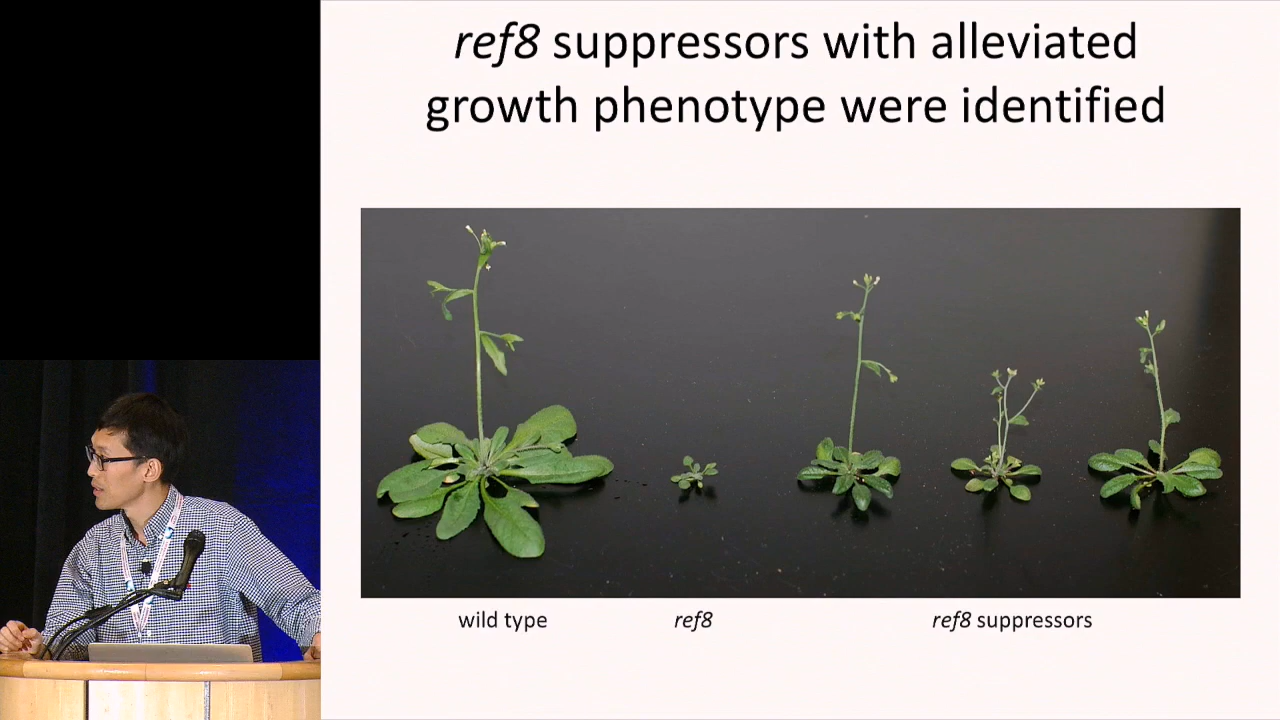 ref8 suppressors with alleviated
growth phenotype were identified
wild type
ref8
ref8 suppressors